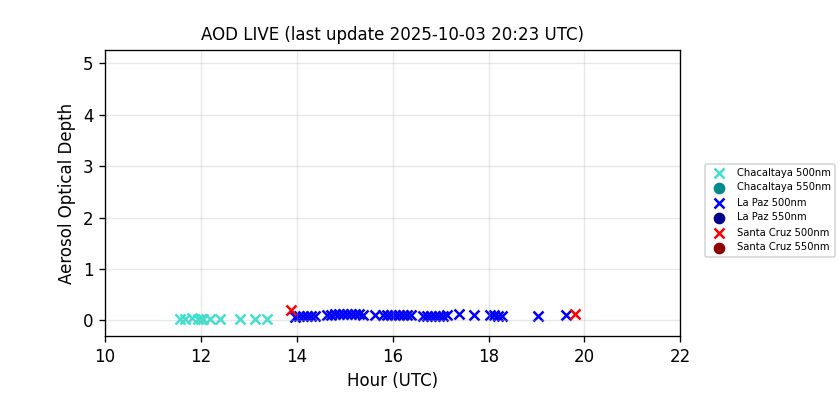 AOD LIVE (last update 2025-10-03 20:23 UTC)
5
4
3
2
1
0
Aerosol Optical Depth
10 12 14 16 18 20 22
Hour (UTC)
Chacaltaya 500nm
Chacaltaya 550nm
La Paz 500nm
La Paz 550nm
Santa Cruz 500nm
Santa Cruz 550nm